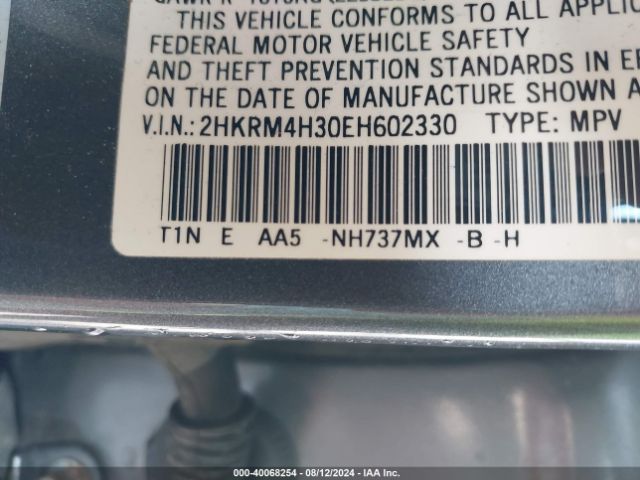 THIS VEHICLE CONFORMS TO ALL APPLIC
FEDERAL MOTOR VEHICLE SAFETY
AND THEFT PREVENTION STANDARDS IN E
ON THE DATE OF MANUFACTURE SHOWN A
V.I.N.: 2HKRM4H30EH602330 TYPE: MPV
T1N E AA5 -NH737MX -B -H
000-40068254 - 08/12/2024 - IAA Inc.